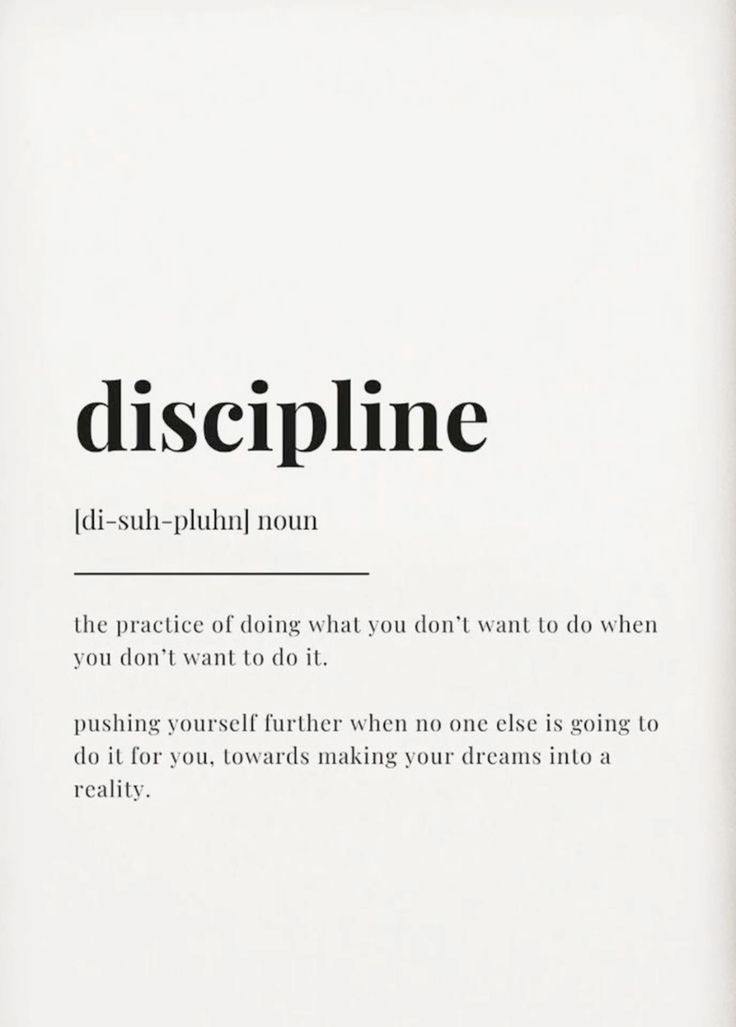 discipline
[di-suh-pluhn] noun
the practice of doing what you don’t want to do when
you don’t want to do it.
pushing yourself further when no one else is going to
do it for you, towards making your dreams into a
reality.